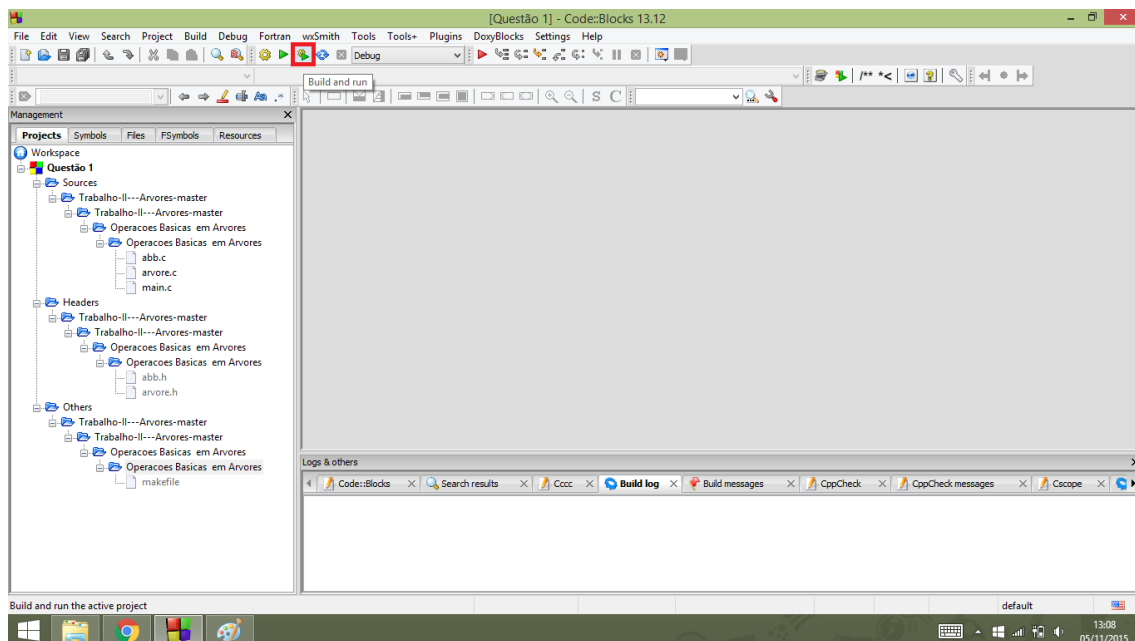 [Questão 1] - Code::Blocks 13.12
File Edit View Search Project Build Debug Fortran wxSmith Tools Tools+ Plugins DoxyBlocks Settings Help
Debug
Build and run
/** *<
Aa .*
S C
Management
Projects Symbols Files FSymbols Resources
Workspace
Questão 1
Sources
Trabalho-II---Arvores-master
Trabalho-II---Arvores-master
Operacoes Basicas em Arvores
Operacoes Basicas em Arvores
abb.c
arvore.c
main.c
Headers
Trabalho-II---Arvores-master
Trabalho-II---Arvores-master
Operacoes Basicas em Arvores
Operacoes Basicas em Arvores
abb.h
arvore.h
Others
Trabalho-II---Arvores-master
Trabalho-II---Arvores-master
Operacoes Basicas em Arvores
Operacoes Basicas em Arvores
makefile
Logs & others
Code::Blocks Search results Cccc Build log Build messages CppCheck CppCheck messages Cscope
Build and run the active project default
13:08
05/11/2015